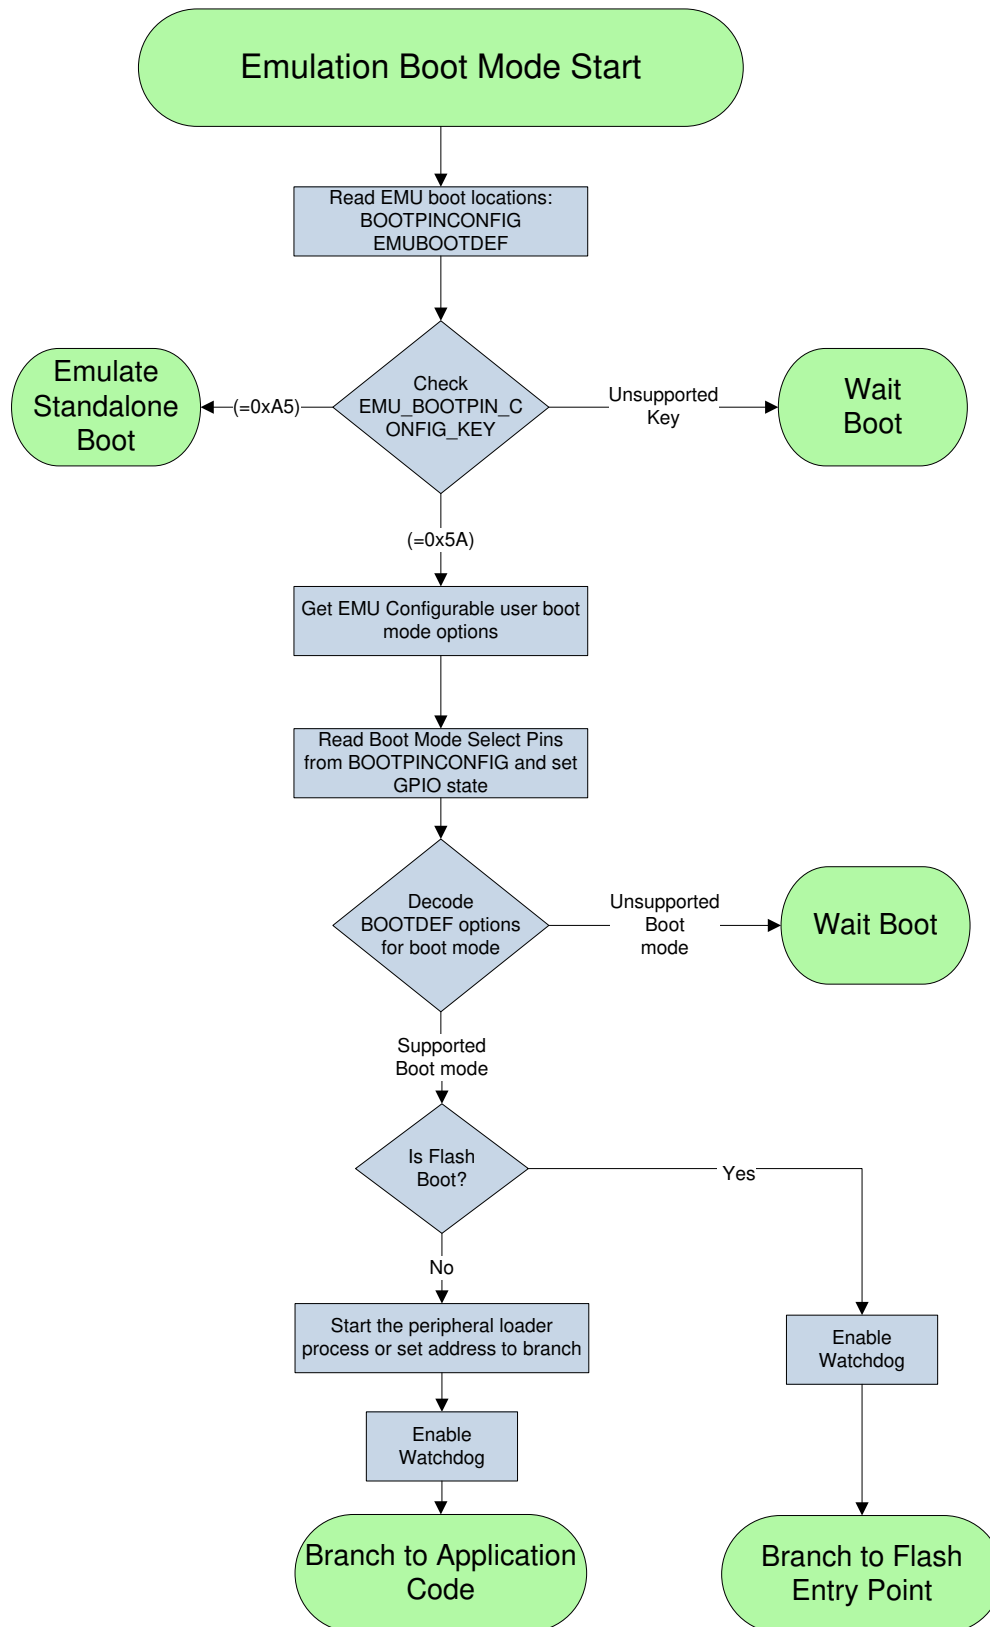 Emulation Boot Mode Start
Read EMU boot locations:
BOOTPINCONFIG
EMUBOOTDEF
Emulate
Standalone
Boot
(=0xA5)
Check
EMU_BOOTPIN_C
ONFIG_KEY
Unsupported
Key
Wait
Boot
(=0x5A)
Get EMU Configurable user boot
mode options
Read Boot Mode Select Pins
from BOOTPINCONFIG and set
GPIO state
Decode
BOOTDEF options
for boot mode
Unsupported
Boot
mode
Wait Boot
Supported
Boot mode
Is Flash
Boot?
Yes
No
Start the peripheral loader
process or set address to branch
Enable
Watchdog
Enable
Watchdog
Branch to Application
Code
Branch to Flash
Entry Point